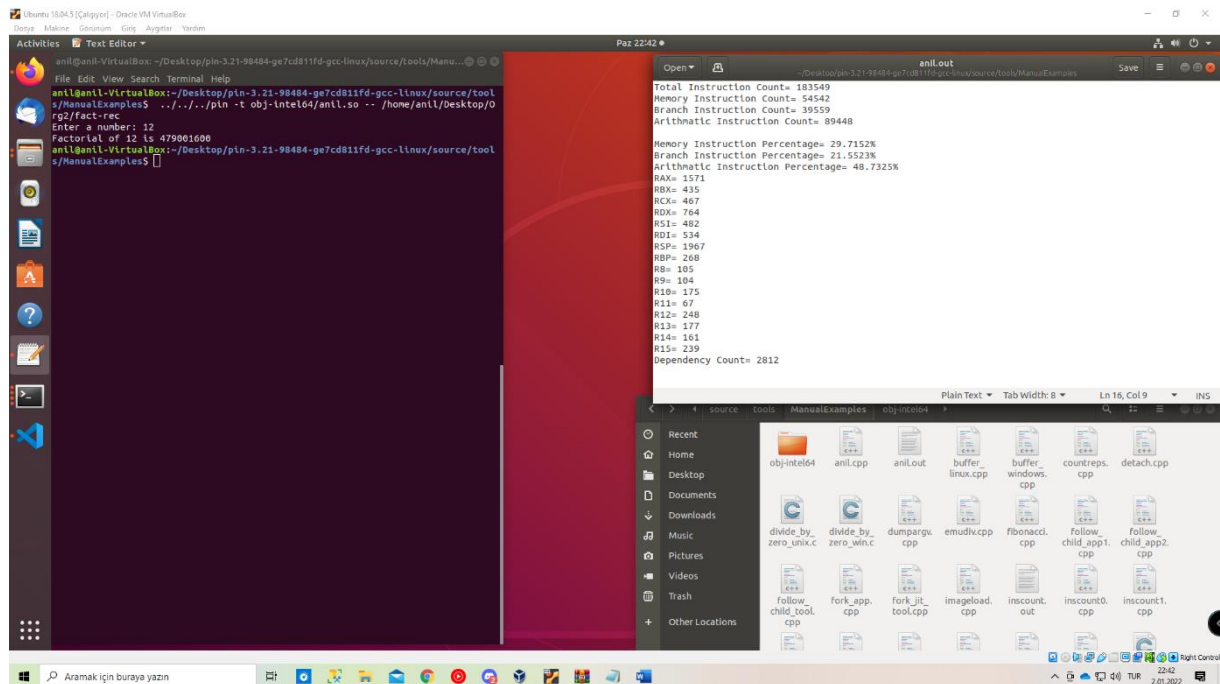 Ubuntu 18.04.5 [Çalışıyor] - Oracle VM VirtualBox
Dosya Makine Görünüm Giriş Aygıtlar Yardım
Activities Text Editor Paz 22:42
anil@anil-VirtualBox: ~/Desktop/pin-3.21-98484-ge7cd811fd-gcc-linux/source/tools/Manu...
File Edit View Search Terminal Help
anil@anil-VirtualBox:~/Desktop/pin-3.21-98484-ge7cd811fd-gcc-linux/source/tool
s/ManualExamples$ ../../../pin -t obj-intel64/anil.so -- /home/anil/Desktop/O
rg2/fact-rec
Enter a number: 12
Factorial of 12 is 479001600
anil@anil-VirtualBox:~/Desktop/pin-3.21-98484-ge7cd811fd-gcc-linux/source/tool
s/ManualExamples$
Open anil.out Save
~/Desktop/pin-3.21-98484-ge7cd811fd-gcc-linux/source/tools/ManualExamples
Total Instruction Count= 183549
Memory Instruction Count= 54542
Branch Instruction Count= 39559
Arithmatic Instruction Count= 89448
Memory Instruction Percentage= 29.7152%
Branch Instruction Percentage= 21.5523%
Arithmatic Instruction Percentage= 48.7325%
RAX= 1571
RBX= 435
RCX= 467
RDX= 764
RSI= 482
RDI= 534
RSP= 1967
RBP= 268
R8= 105
R9= 104
R10= 175
R11= 67
R12= 248
R13= 177
R14= 161
R15= 239
Dependency Count= 2812
Plain Text Tab Width: 8 Ln 16, Col 9 INS
source tools ManualExamples obj-intel64
Recent
Home
Desktop
Documents
Downloads
Music
Pictures
Videos
Trash
+ Other Locations
obj-intel64 anil.cpp anil.out buffer_ buffer_ countreps. detach.cpp
linux.cpp windows. cpp
cpp
divide_by_ divide_by_ dumpargv. emudiv.cpp fibonacci. follow_ follow_
zero_unix.c zero_win.c cpp cpp child_app1. child_app2.
cpp cpp
follow_ fork_app. fork_jit_ imageload. inscount. inscount0. inscount1.
child_tool. cpp tool.cpp cpp out cpp cpp
cpp
Right Control
Aramak için buraya yazın
TUR
22:42
2.01.2022